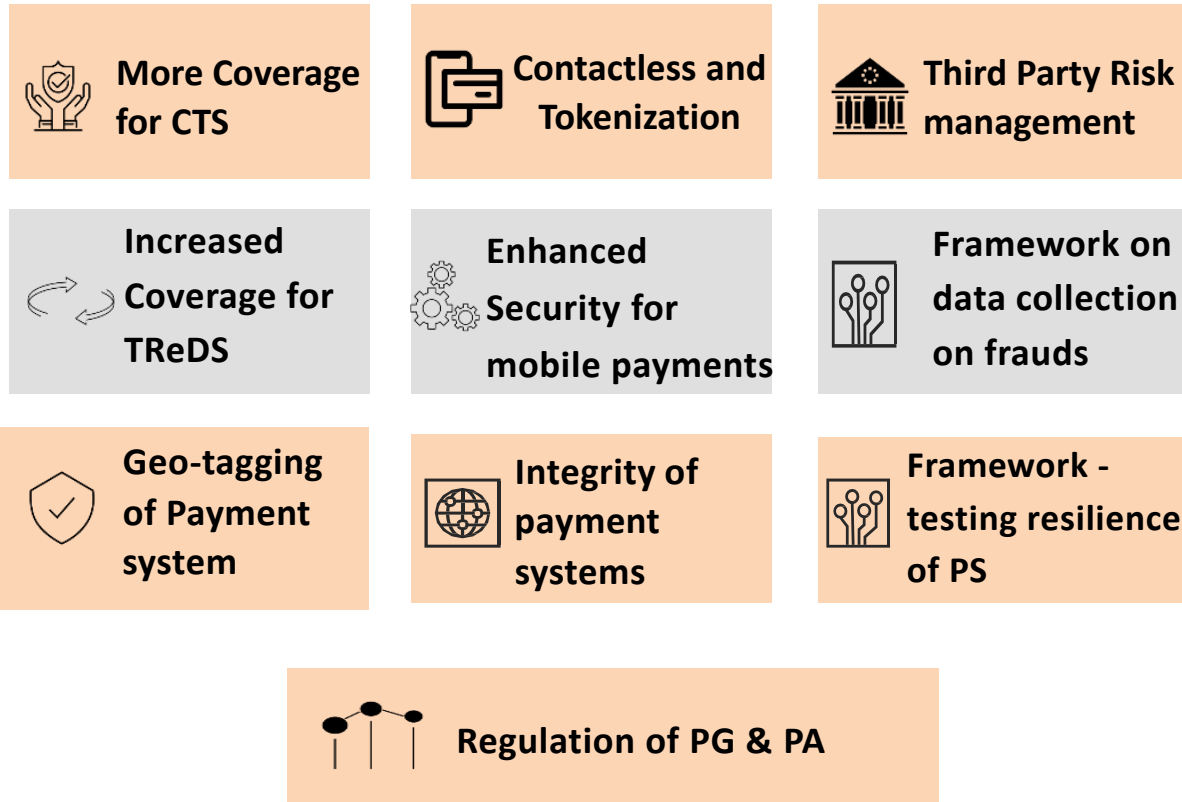 More Coverage
for CTS
Contactless and
Tokenization
Third Party Risk
management
Increased
Coverage for
TReDS
Enhanced
Security for
mobile payments
Framework on
data collection
on frauds
Geo-tagging
of Payment
system
Integrity of
payment
systems
Framework -
testing resilience
of PS
Regulation of PG & PA